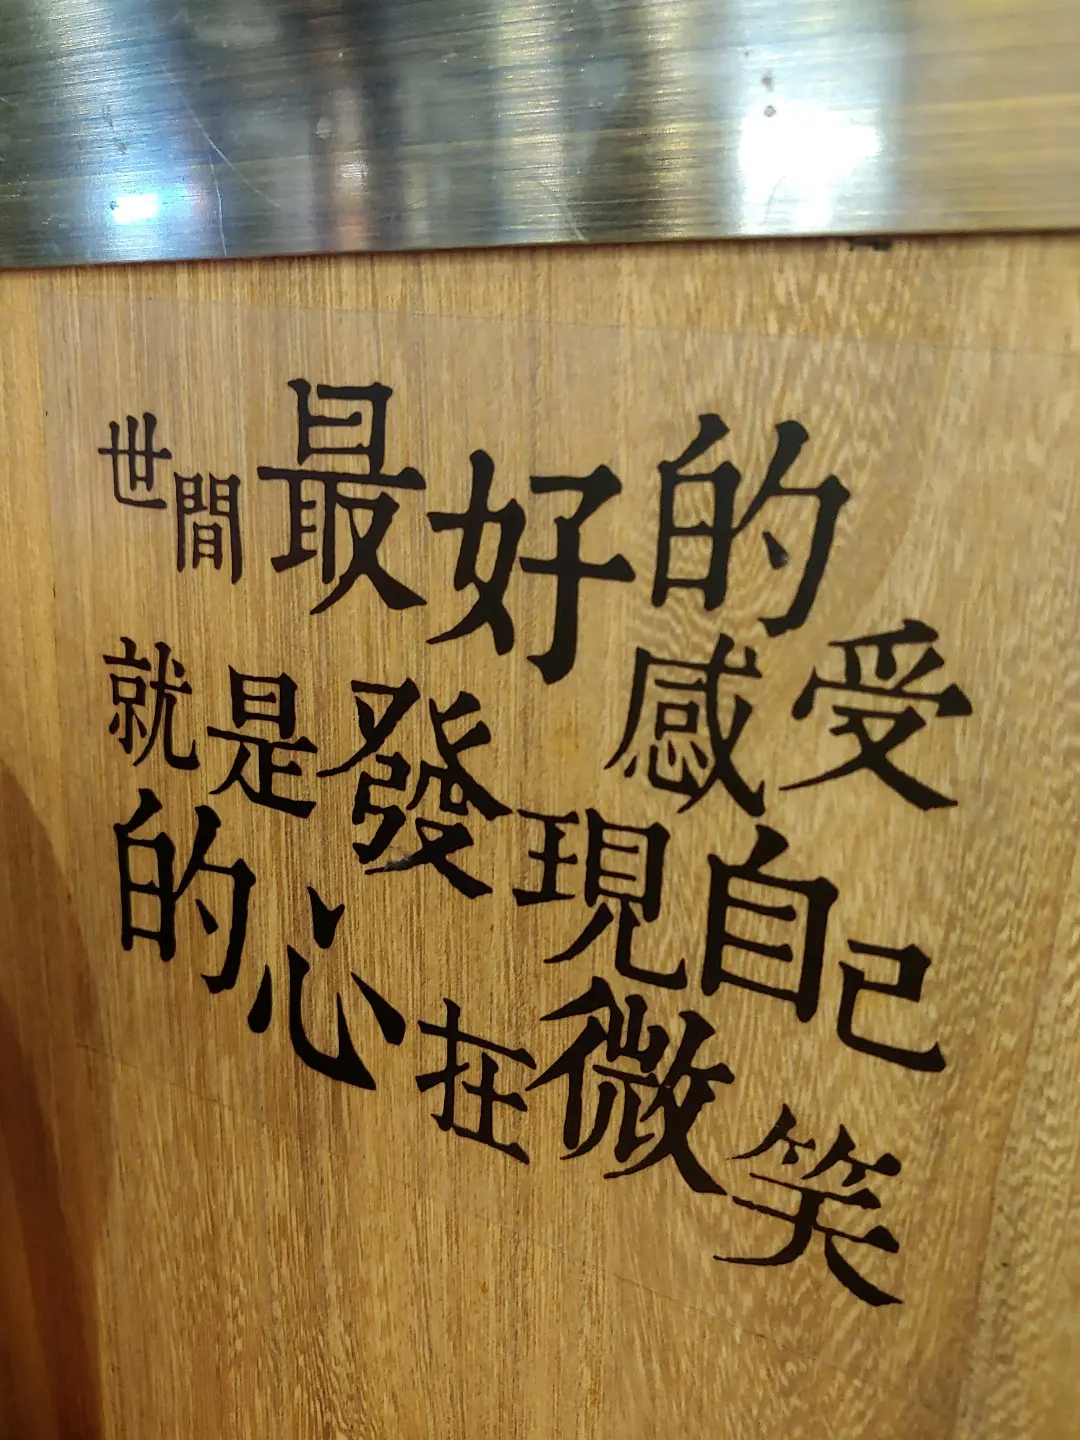 世間最好的
感受
就是發現自己
的心在微笑